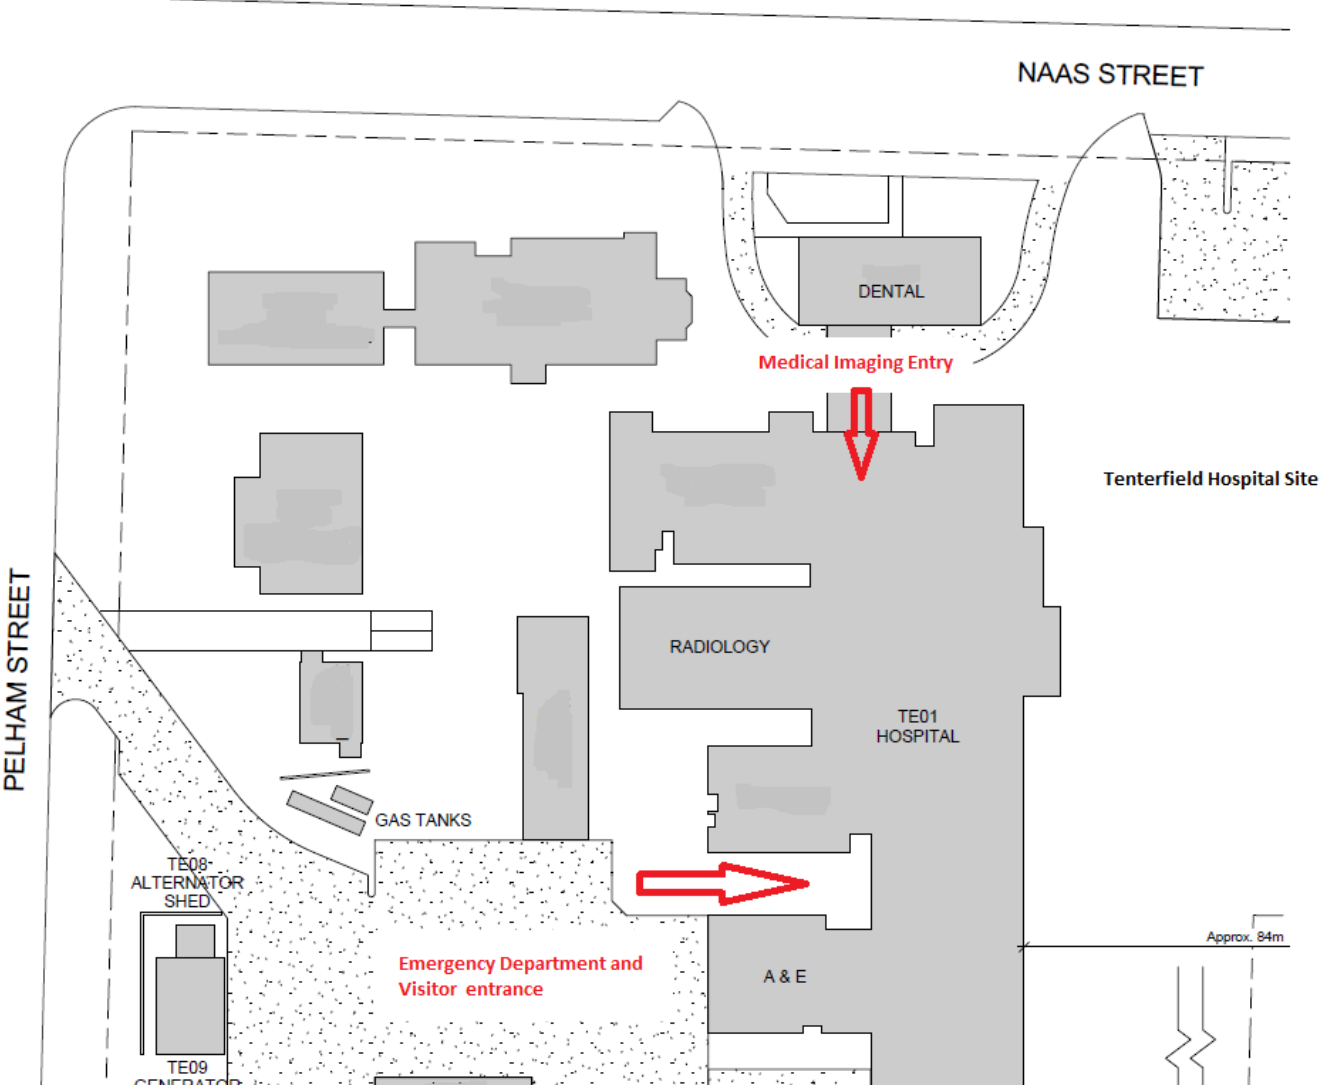 NAAS STREET
DENTAL
Medical Imaging Entry
Tenterfield Hospital Site
PELHAM STREET
RADIOLOGY
TE01
HOSPITAL
GAS TANKS
TE08
ALTERNATOR
SHED
Approx. 84m
Emergency Department and
Visitor entrance
A & E
TE09
GENERATOR